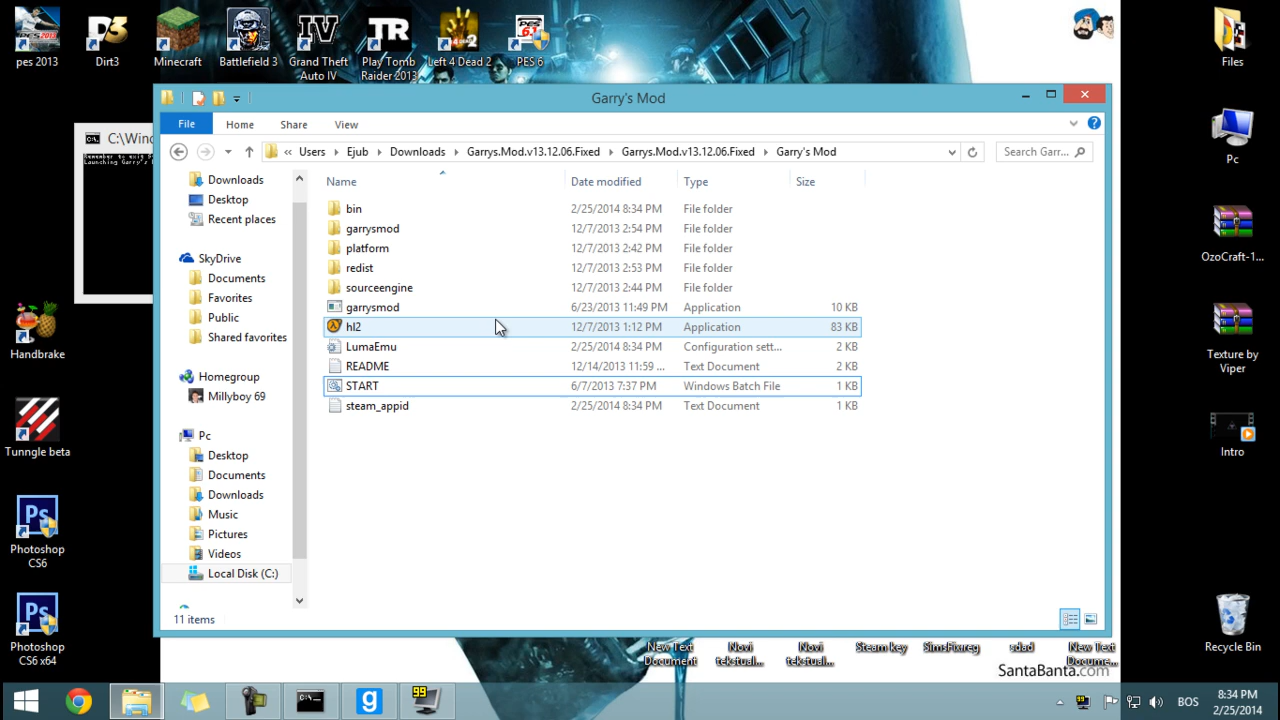 pes 2013
Dirt3
Minecraft
Battlefield 3
Grand Theft
Auto IV
Play Tomb
Raider 2013
Left 4 Dead 2
PES 6
Files
Garry's Mod
C:\Wind
Remember to exit
Launching Garry's
File
Home
Share
View
Users
Ejub
Downloads
Garrys.Mod.v13.12.06.Fixed
Garrys.Mod.v13.12.06.Fixed
Garry's Mod
Search Garr...
Name
Date modified
Type
Size
bin 2/25/2014 8:34 PM File folder
garrysmod 12/7/2013 2:54 PM File folder
platform 12/7/2013 2:42 PM File folder
redist 12/7/2013 2:53 PM File folder
sourceengine 12/7/2013 2:44 PM File folder
garrysmod 6/23/2013 11:49 PM Application 10 KB
hl2 12/7/2013 1:12 PM Application 83 KB
LumaEmu 2/25/2014 8:34 PM Configuration sett... 2 KB
README 12/14/2013 11:59 ... Text Document 2 KB
START 6/7/2013 7:37 PM Windows Batch File 1 KB
steam_appid 2/25/2014 8:34 PM Text Document 1 KB
Downloads
Desktop
Recent places
SkyDrive
Documents
Favorites
Public
Shared favorites
Homegroup
Millyboy 69
Pc
Desktop
Documents
Downloads
Music
Pictures
Videos
Local Disk (C:)
11 items
Handbrake
Tunngle beta
Photoshop
CS6
Photoshop
CS6 x64
Pc
OzoCraft-1...
Texture by
Viper
Intro
Recycle Bin
New Text
Document
Novi
tekstual...
Novi
tekstual...
Steam key
SimsFixureg
sdad
New Text
Docume...
SantaBanta.com
99
BOS
8:34 PM
2/25/2014